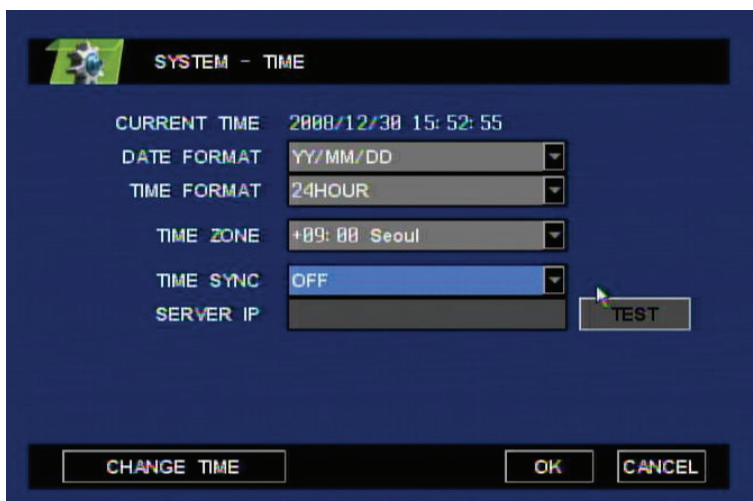 SYSTEM - TIME
CURRENT TIME 2008/12/30 15:52:55
DATE FORMAT YY/MM/DD
TIME FORMAT 24HOUR
TIME ZONE +09:00 Seoul
TIME SYNC OFF
SERVER IP TEST
CHANGE TIME OK CANCEL